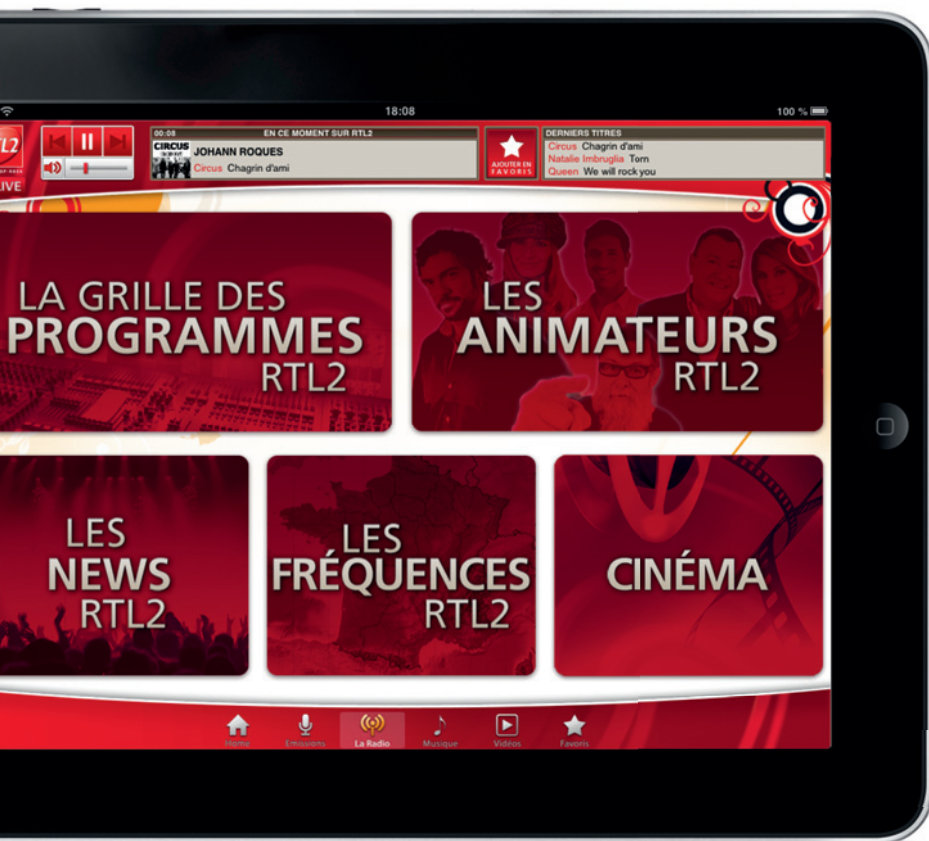 18:08
100 %
LIVE
00:08
EN CE MOMENT SUR RTL2
CIRCUS
JOHANN ROQUES
Circus Chagrin d'ami
AJOUTER EN
FAVORIS
DERNIERS TITRES
Circus Chagrin d'ami
Natalie Imbruglia Torn
Queen We will rock you
LA GRILLE DES
PROGRAMMES
RTL2
LES
ANIMATEURS
RTL2
LES
NEWS
RTL2
LES
FRÉQUENCES
RTL2
CINÉMA
Home
Emissions
La Radio
Musique
Vidéos
Favoris